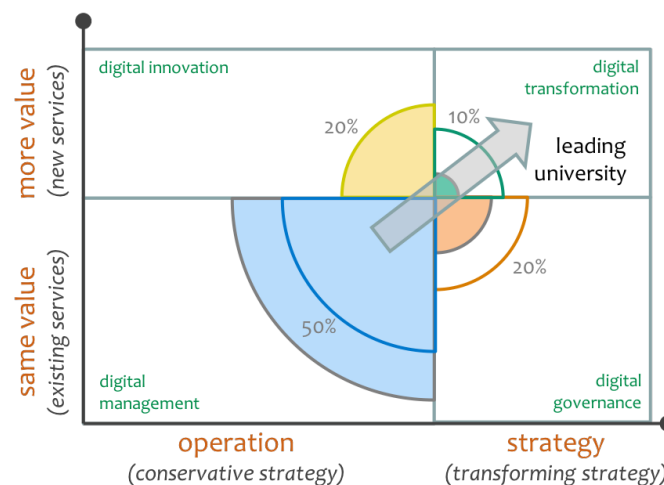 digital innovation
digital
transformation
20%
10%
leading
university
more value
(new services)
same value
(existing services)
20%
50%
digital
management
digital
governance
operation
(conservative strategy)
strategy
(transforming strategy)